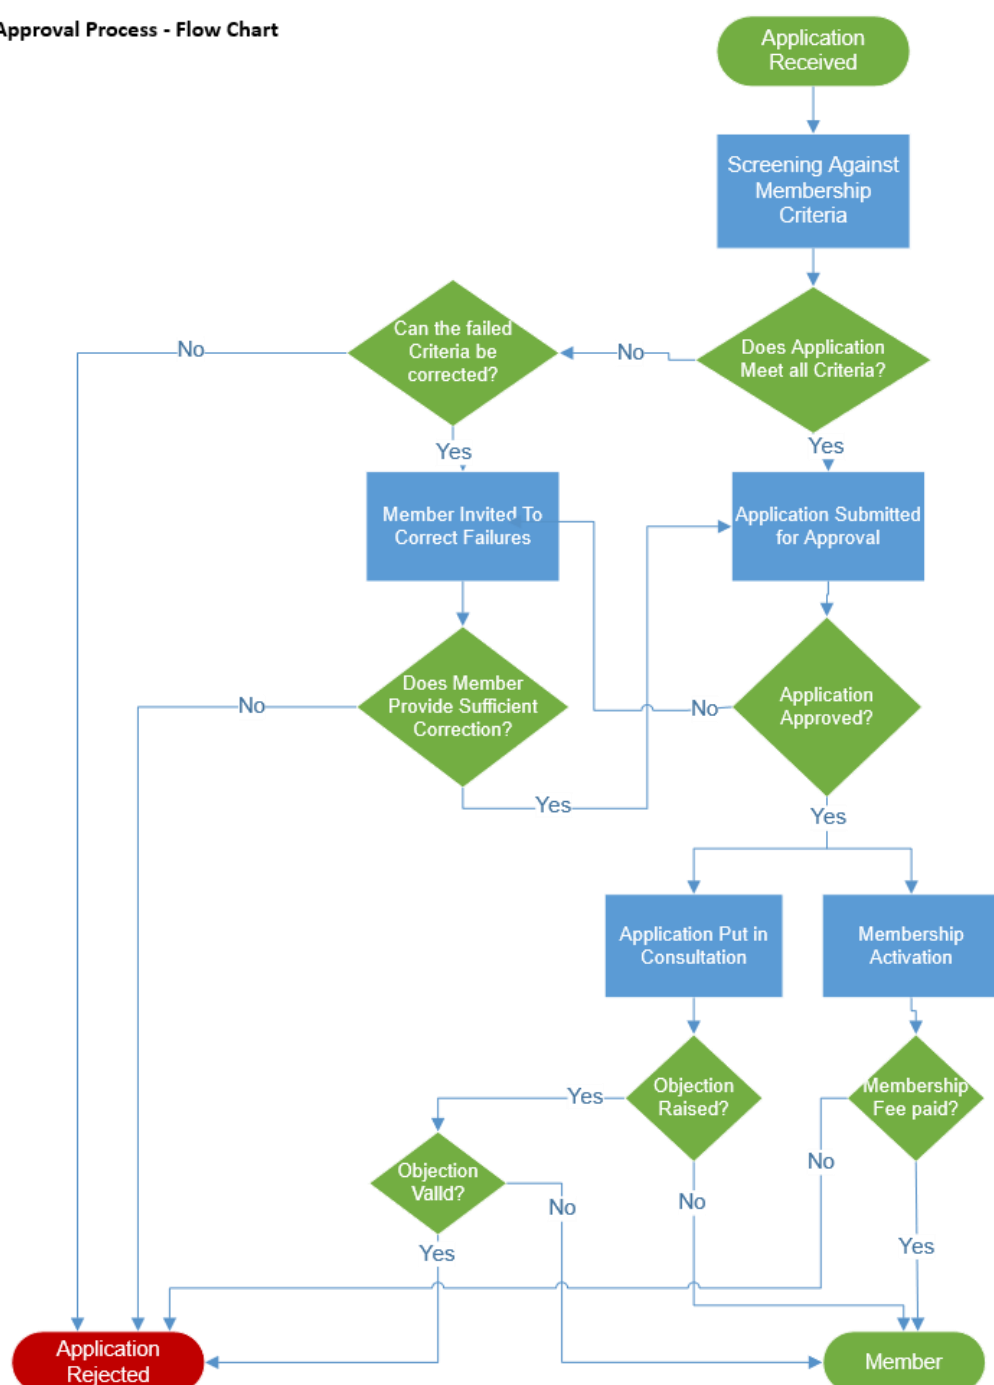 Approval Process - Flow Chart
Application
Received
Screening Against
Membership
Criteria
Does Application
Meet all Criteria?
No
Can the failed
Criteria be
corrected?
No
Yes
Yes
Member Invited To
Correct Failures
Application Submitted
for Approval
Does Member
Provide Sufficient
Correction?
No
Yes
Application
Approved?
No
Yes
Application Put in
Consultation
Membership
Activation
Objection
Raised?
Yes
Membership
Fee paid?
No
Objection
Valld?
No
No
Yes
Yes
Application
Rejected
Member